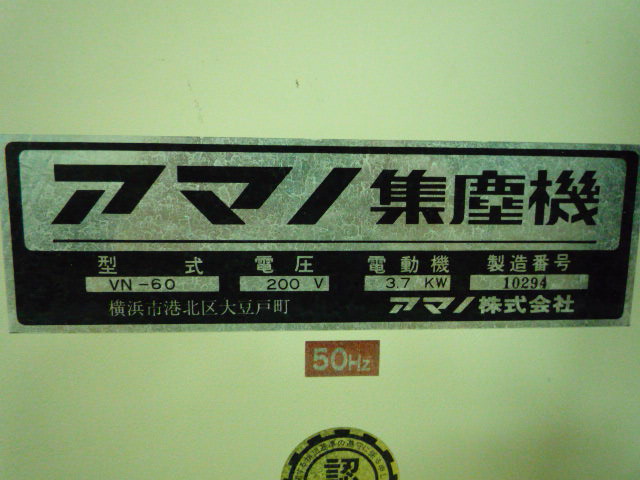 アマノ集塵機
型式 電圧 電動機 製造番号
VN-60 200 V 3.7 KW 10294
横浜市港北区大豆戸町 アマノ株式会社
50Hz
認